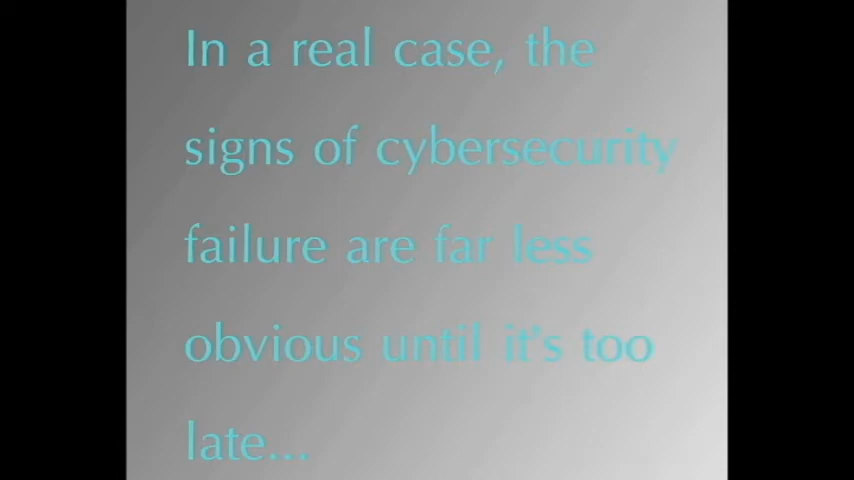 In a real case, the
signs of cybersecurity
failure are far less
obvious until it's too
late...